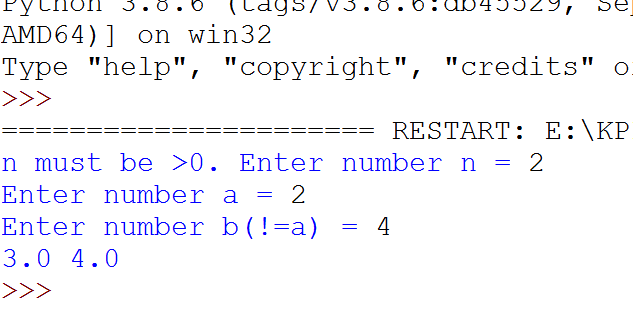 Python 3.8.6 (tags/v3.8.6:db45529, Sep
AMD64)] on win32
Type "help", "copyright", "credits"
>>>
====================== RESTART: E:\KP
n must be >0. Enter number n = 2
Enter number a = 2
Enter number b(!=a) = 4
3.0 4.0
>>>